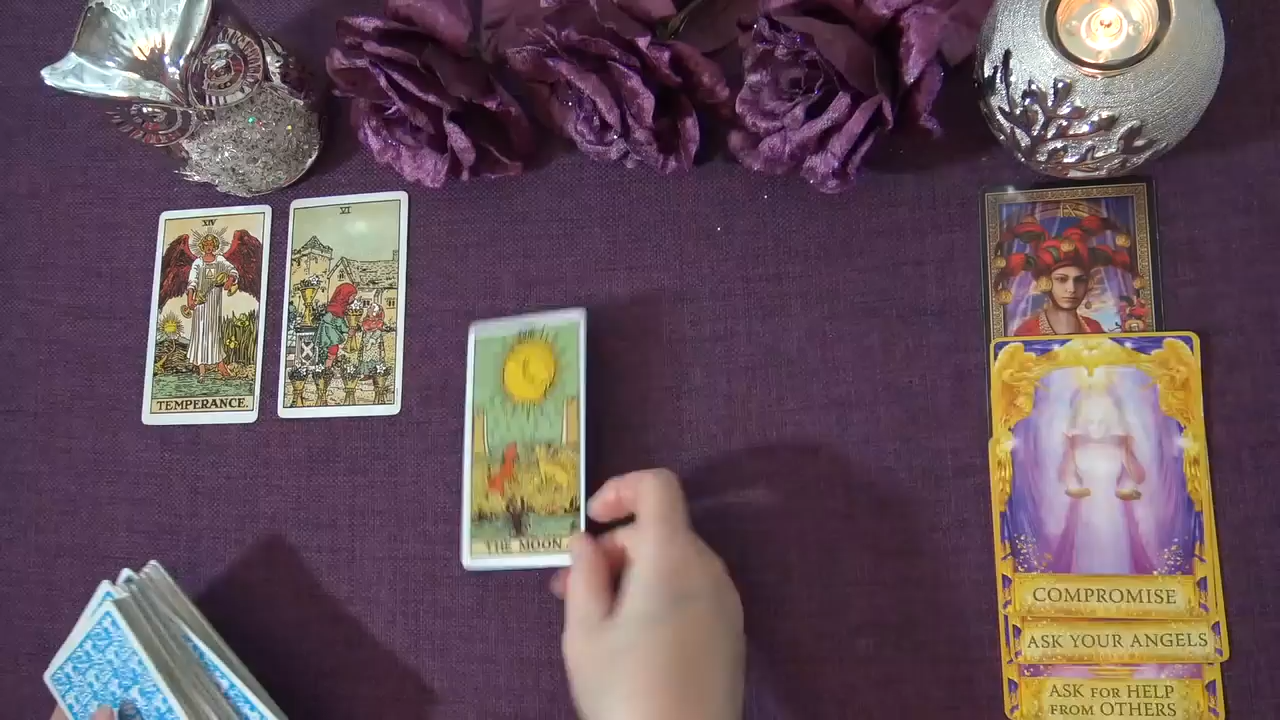 XIV
TEMPERANCE.
VI
THE MOON.
COMPROMISE
ASK YOUR ANGELS
ASK FOR HELP
FROM OTHERS